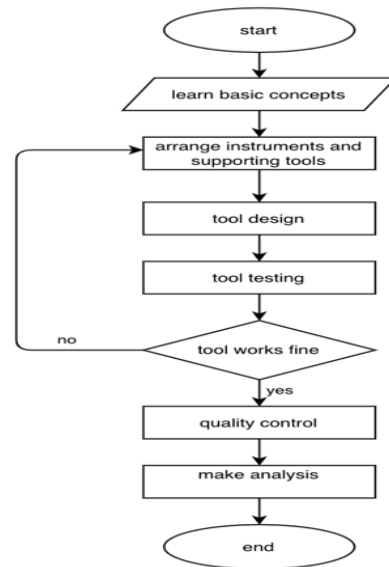 start
learn basic concepts
arrange instruments and
supporting tools
tool design
tool testing
tool works fine
no
yes
quality control
make analysis
end